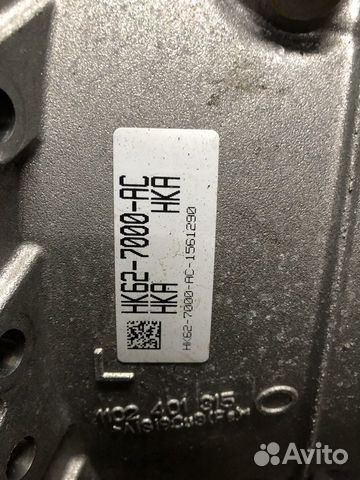 HK62-7000-AC
HKA HKA
HK62-7000-AC-1561290
L
1102 401 315
Avito